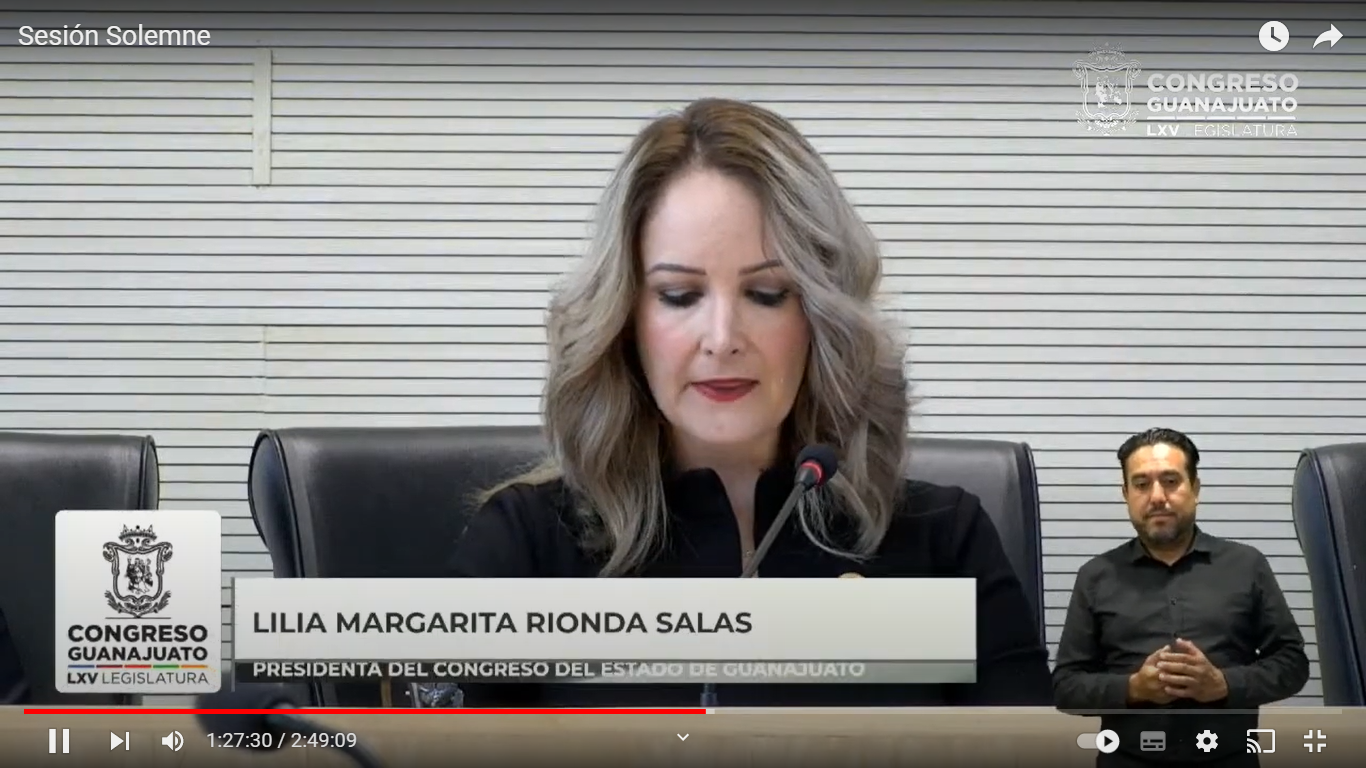 Sesión Solemne
CONGRESO
GUANAJUATO
LXV LEGISLATURA
LILIA MARGARITA RIONDA SALAS
PRESIDENTA DEL CONGRESO DEL ESTADO DE GUANAJUATO
CONGRESO
GUANAJUATO
LXV LEGISLATURA
1:27:30 / 2:49:09